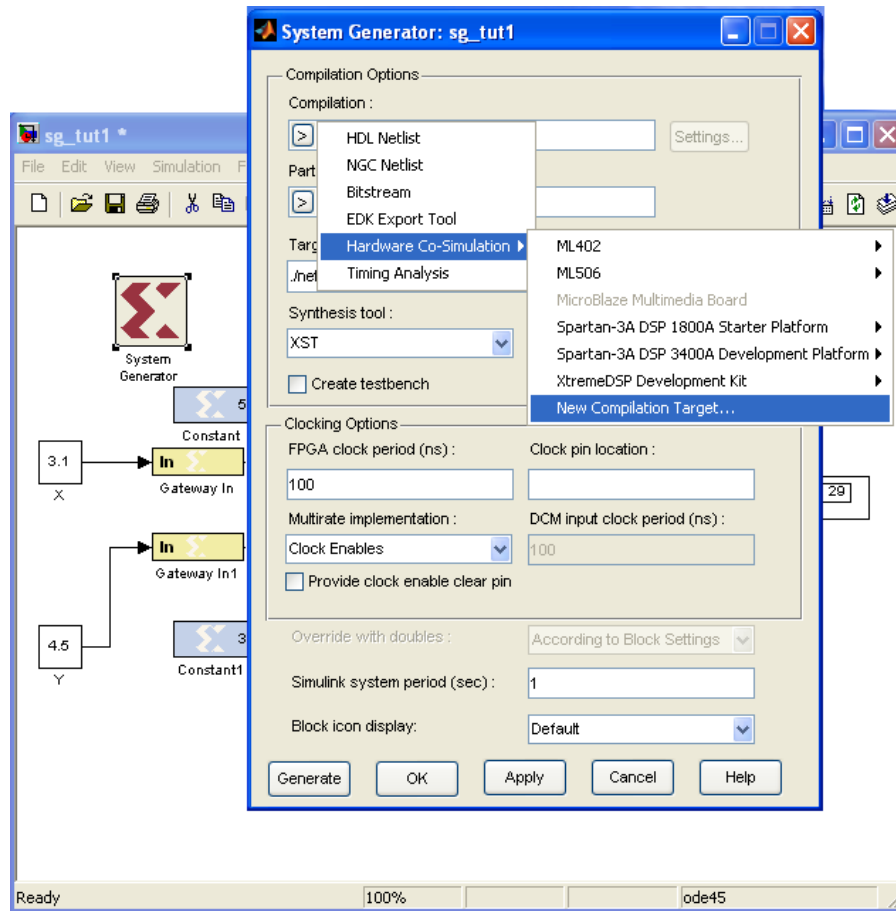 System Generator: sg_tut1
Compilation Options
Compilation :
>
Settings...
HDL Netlist
NGC Netlist
Bitstream
EDK Export Tool
Hardware Co-Simulation
Timing Analysis
Part
>
Targ
./net
ML402
ML506
MicroBlaze Multimedia Board
Spartan-3A DSP 1800A Starter Platform
Spartan-3A DSP 3400A Development Platform
XtremeDSP Development Kit
New Compilation Target...
Synthesis tool :
XST
Create testbench
Clocking Options
FPGA clock period (ns) :
Clock pin location :
100
Multirate implementation :
DCM input clock period (ns) :
Clock Enables
100
Provide clock enable clear pin
Override with doubles :
According to Block Settings
Simulink system period (sec) :
1
Block icon display:
Default
Generate
OK
Apply
Cancel
Help
sg_tut1 *
File Edit View Simulation F
System
Generator
5
Constant
3.1
X
In
Gateway In
In
Gateway In1
4.5
Y
3
Constant1
29
Ready
100%
ode45